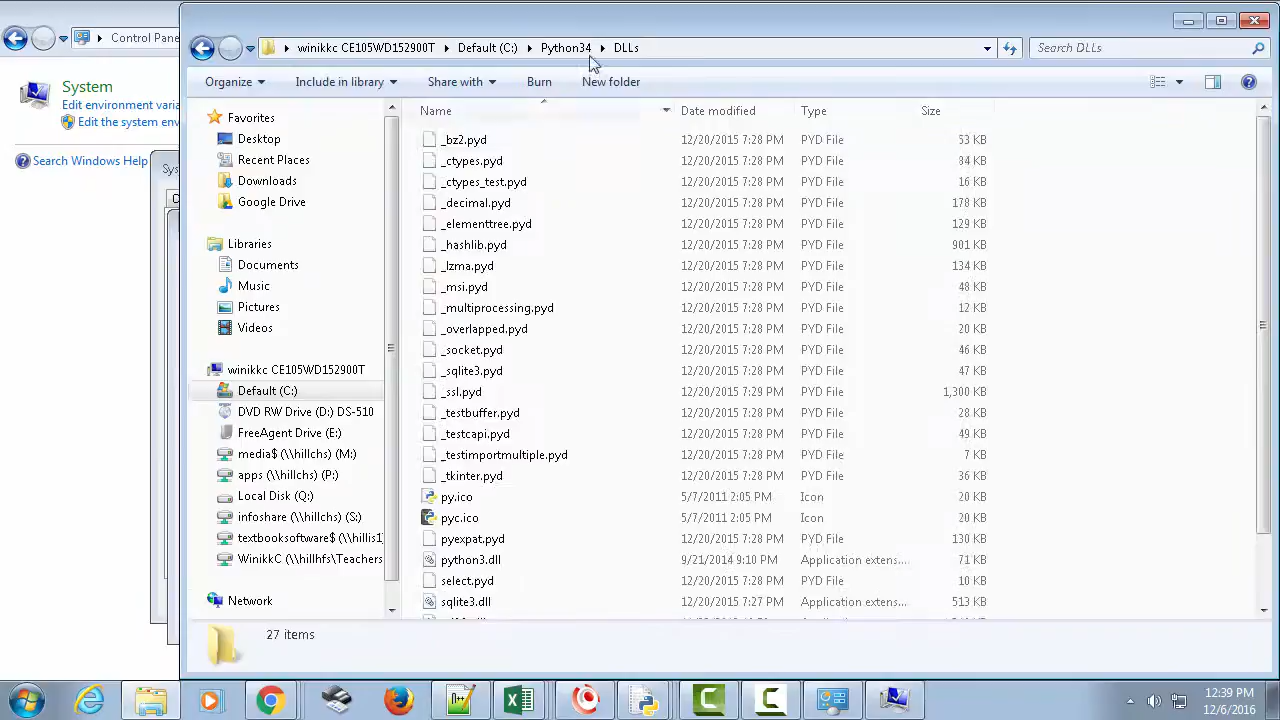 Control Pane
winikkc CE105WD152900T
Default (C:)
Python34
DLLs
Search DLLs
System
Edit environment varia
Edit the system env
Search Windows Help
Sys
Organize
Include in library
Share with
Burn
New folder
Favorites
Desktop
Recent Places
Downloads
Google Drive
Libraries
Documents
Music
Pictures
Videos
winikkc CE105WD152900T
Default (C:)
DVD RW Drive (D:) DS-510
FreeAgent Drive (E:)
media$ (\\hillchs) (M:)
apps (\\hillchs) (P:)
Local Disk (Q:)
infoshare (\\hillchs) (S:)
textbooksoftware$ (\\hillis1
WinikkC (\\hillhfs\Teachers
Network
Name Date modified Type Size
_bz2.pyd 12/20/2015 7:28 PM PYD File 53 KB
_ctypes.pyd 12/20/2015 7:28 PM PYD File 84 KB
_ctypes_test.pyd 12/20/2015 7:28 PM PYD File 16 KB
_decimal.pyd 12/20/2015 7:28 PM PYD File 178 KB
_elementtree.pyd 12/20/2015 7:28 PM PYD File 129 KB
_hashlib.pyd 12/20/2015 7:28 PM PYD File 901 KB
_lzma.pyd 12/20/2015 7:28 PM PYD File 134 KB
_msi.pyd 12/20/2015 7:28 PM PYD File 48 KB
_multiprocessing.pyd 12/20/2015 7:28 PM PYD File 12 KB
_overlapped.pyd 12/20/2015 7:28 PM PYD File 20 KB
_socket.pyd 12/20/2015 7:28 PM PYD File 46 KB
_sqlite3.pyd 12/20/2015 7:28 PM PYD File 47 KB
_ssl.pyd 12/20/2015 7:29 PM PYD File 1,300 KB
_testbuffer.pyd 12/20/2015 7:28 PM PYD File 28 KB
_testcapi.pyd 12/20/2015 7:28 PM PYD File 49 KB
_testimportmultiple.pyd 12/20/2015 7:28 PM PYD File 7 KB
_tkinter.pyd 12/20/2015 7:28 PM PYD File 36 KB
py.ico 5/7/2011 2:05 PM Icon 20 KB
pyc.ico 5/7/2011 2:05 PM Icon 20 KB
pyexpat.pyd 12/20/2015 7:28 PM PYD File 130 KB
python3.dll 9/21/2014 9:10 PM Application extens... 71 KB
select.pyd 12/20/2015 7:28 PM PYD File 10 KB
sqlite3.dll 12/20/2015 7:27 PM Application extens... 513 KB
27 items
12:39 PM
12/6/2016